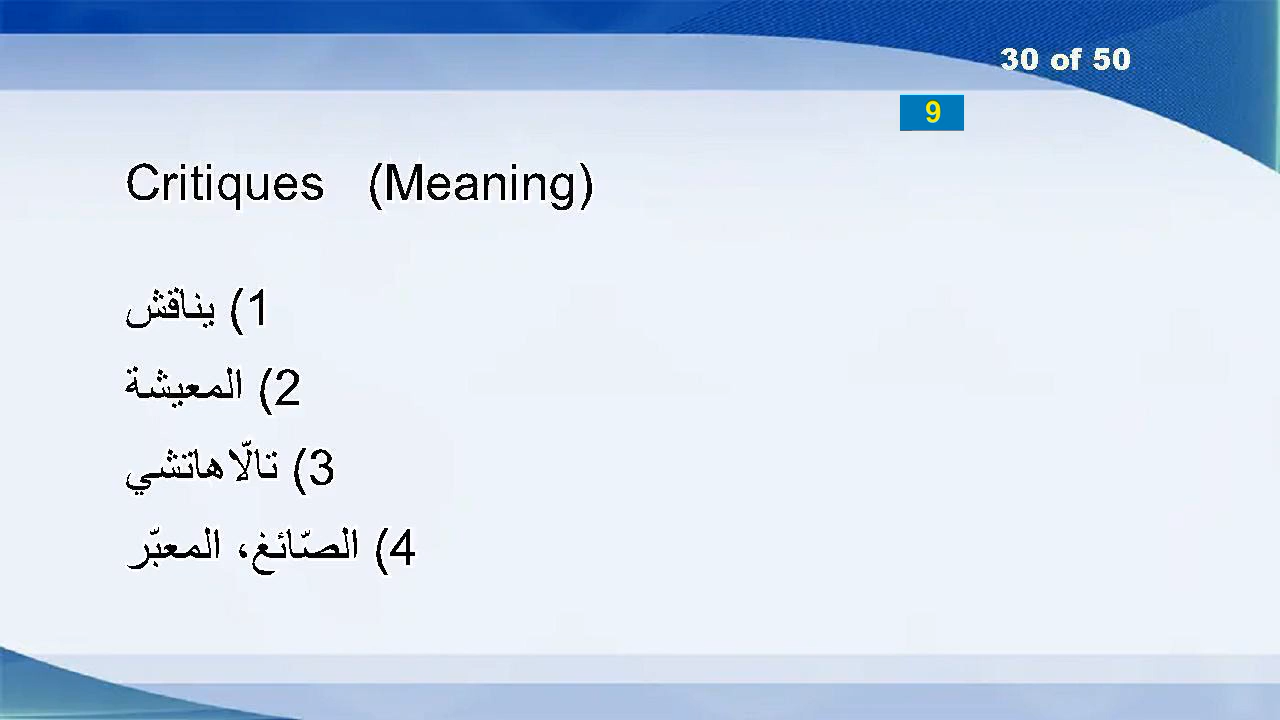 30 of 50
9
Critiques (Meaning)
1) يناقش
2) المعيشة
3) تالّاهاتشي
4) الصّائغ، المعبّر